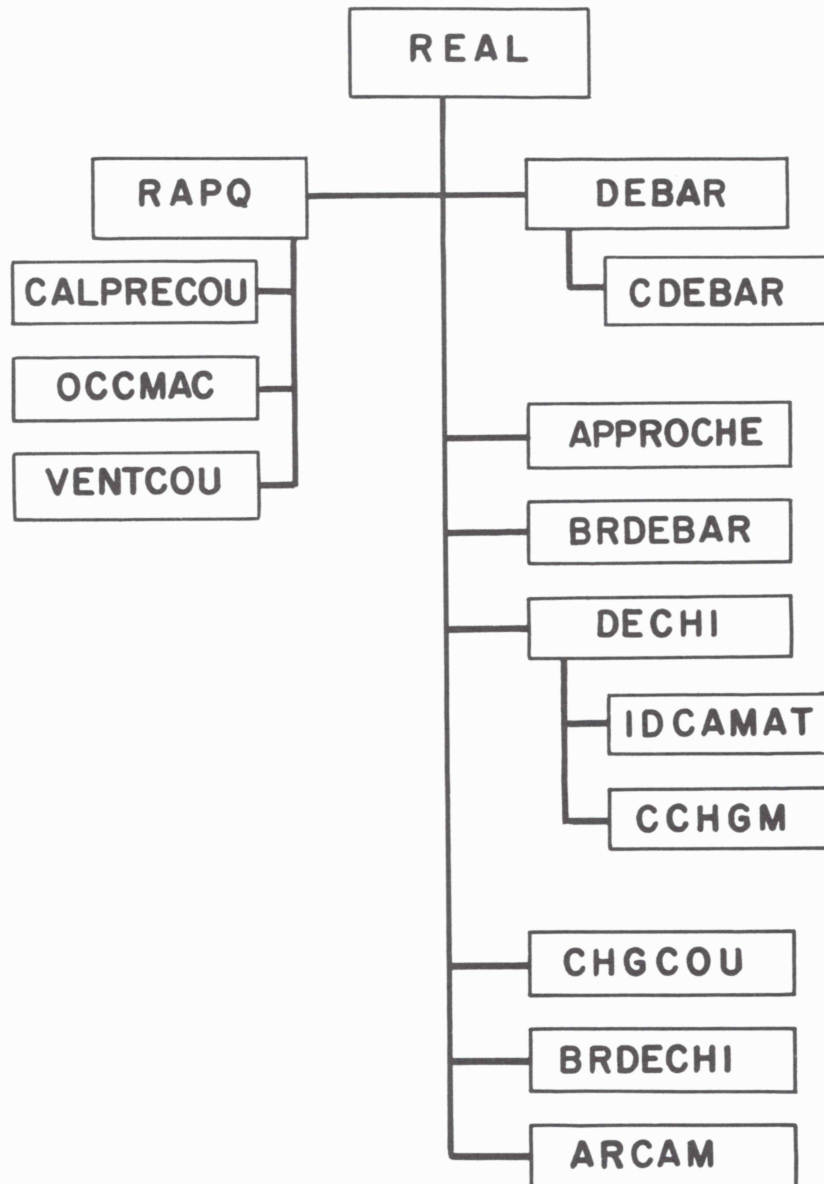 REAL
RAPQ
DEBAR
CALPRECOU
CDEBAR
OCCMAC
APPROCHE
VENTCOU
BRDEBAR
DECHI
IDCAMAT
CCHGM
CHGCOU
BRDECHI
ARCAM